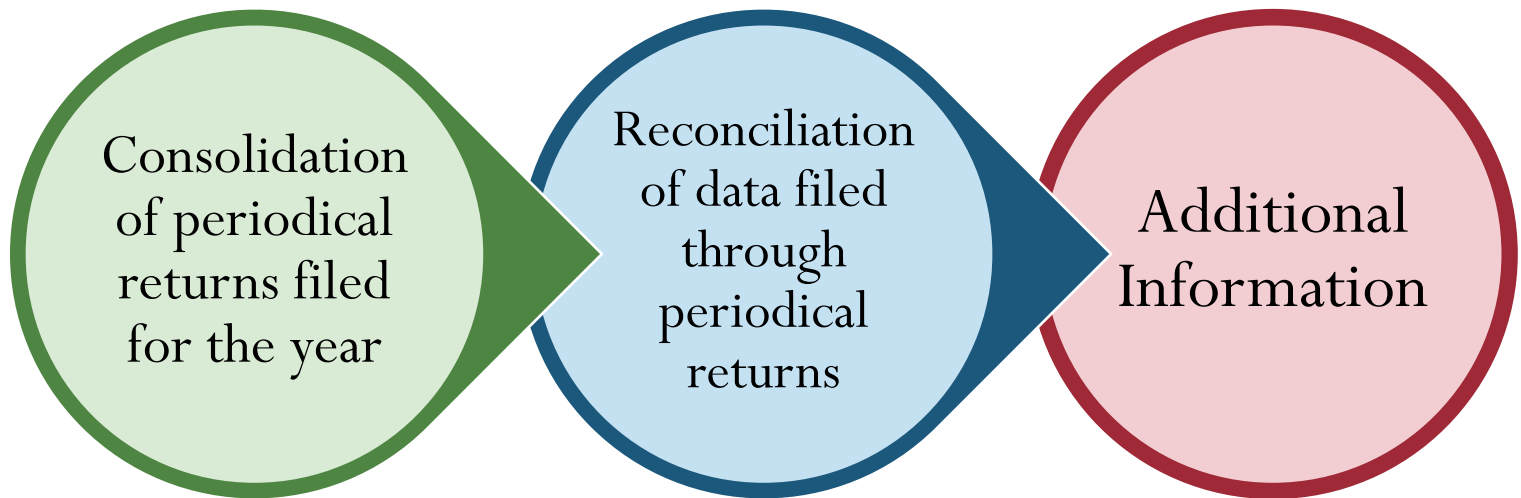 Consolidation
of periodical
returns filed
for the year
Reconciliation
of data filed
through
periodical
returns
Additional
Information